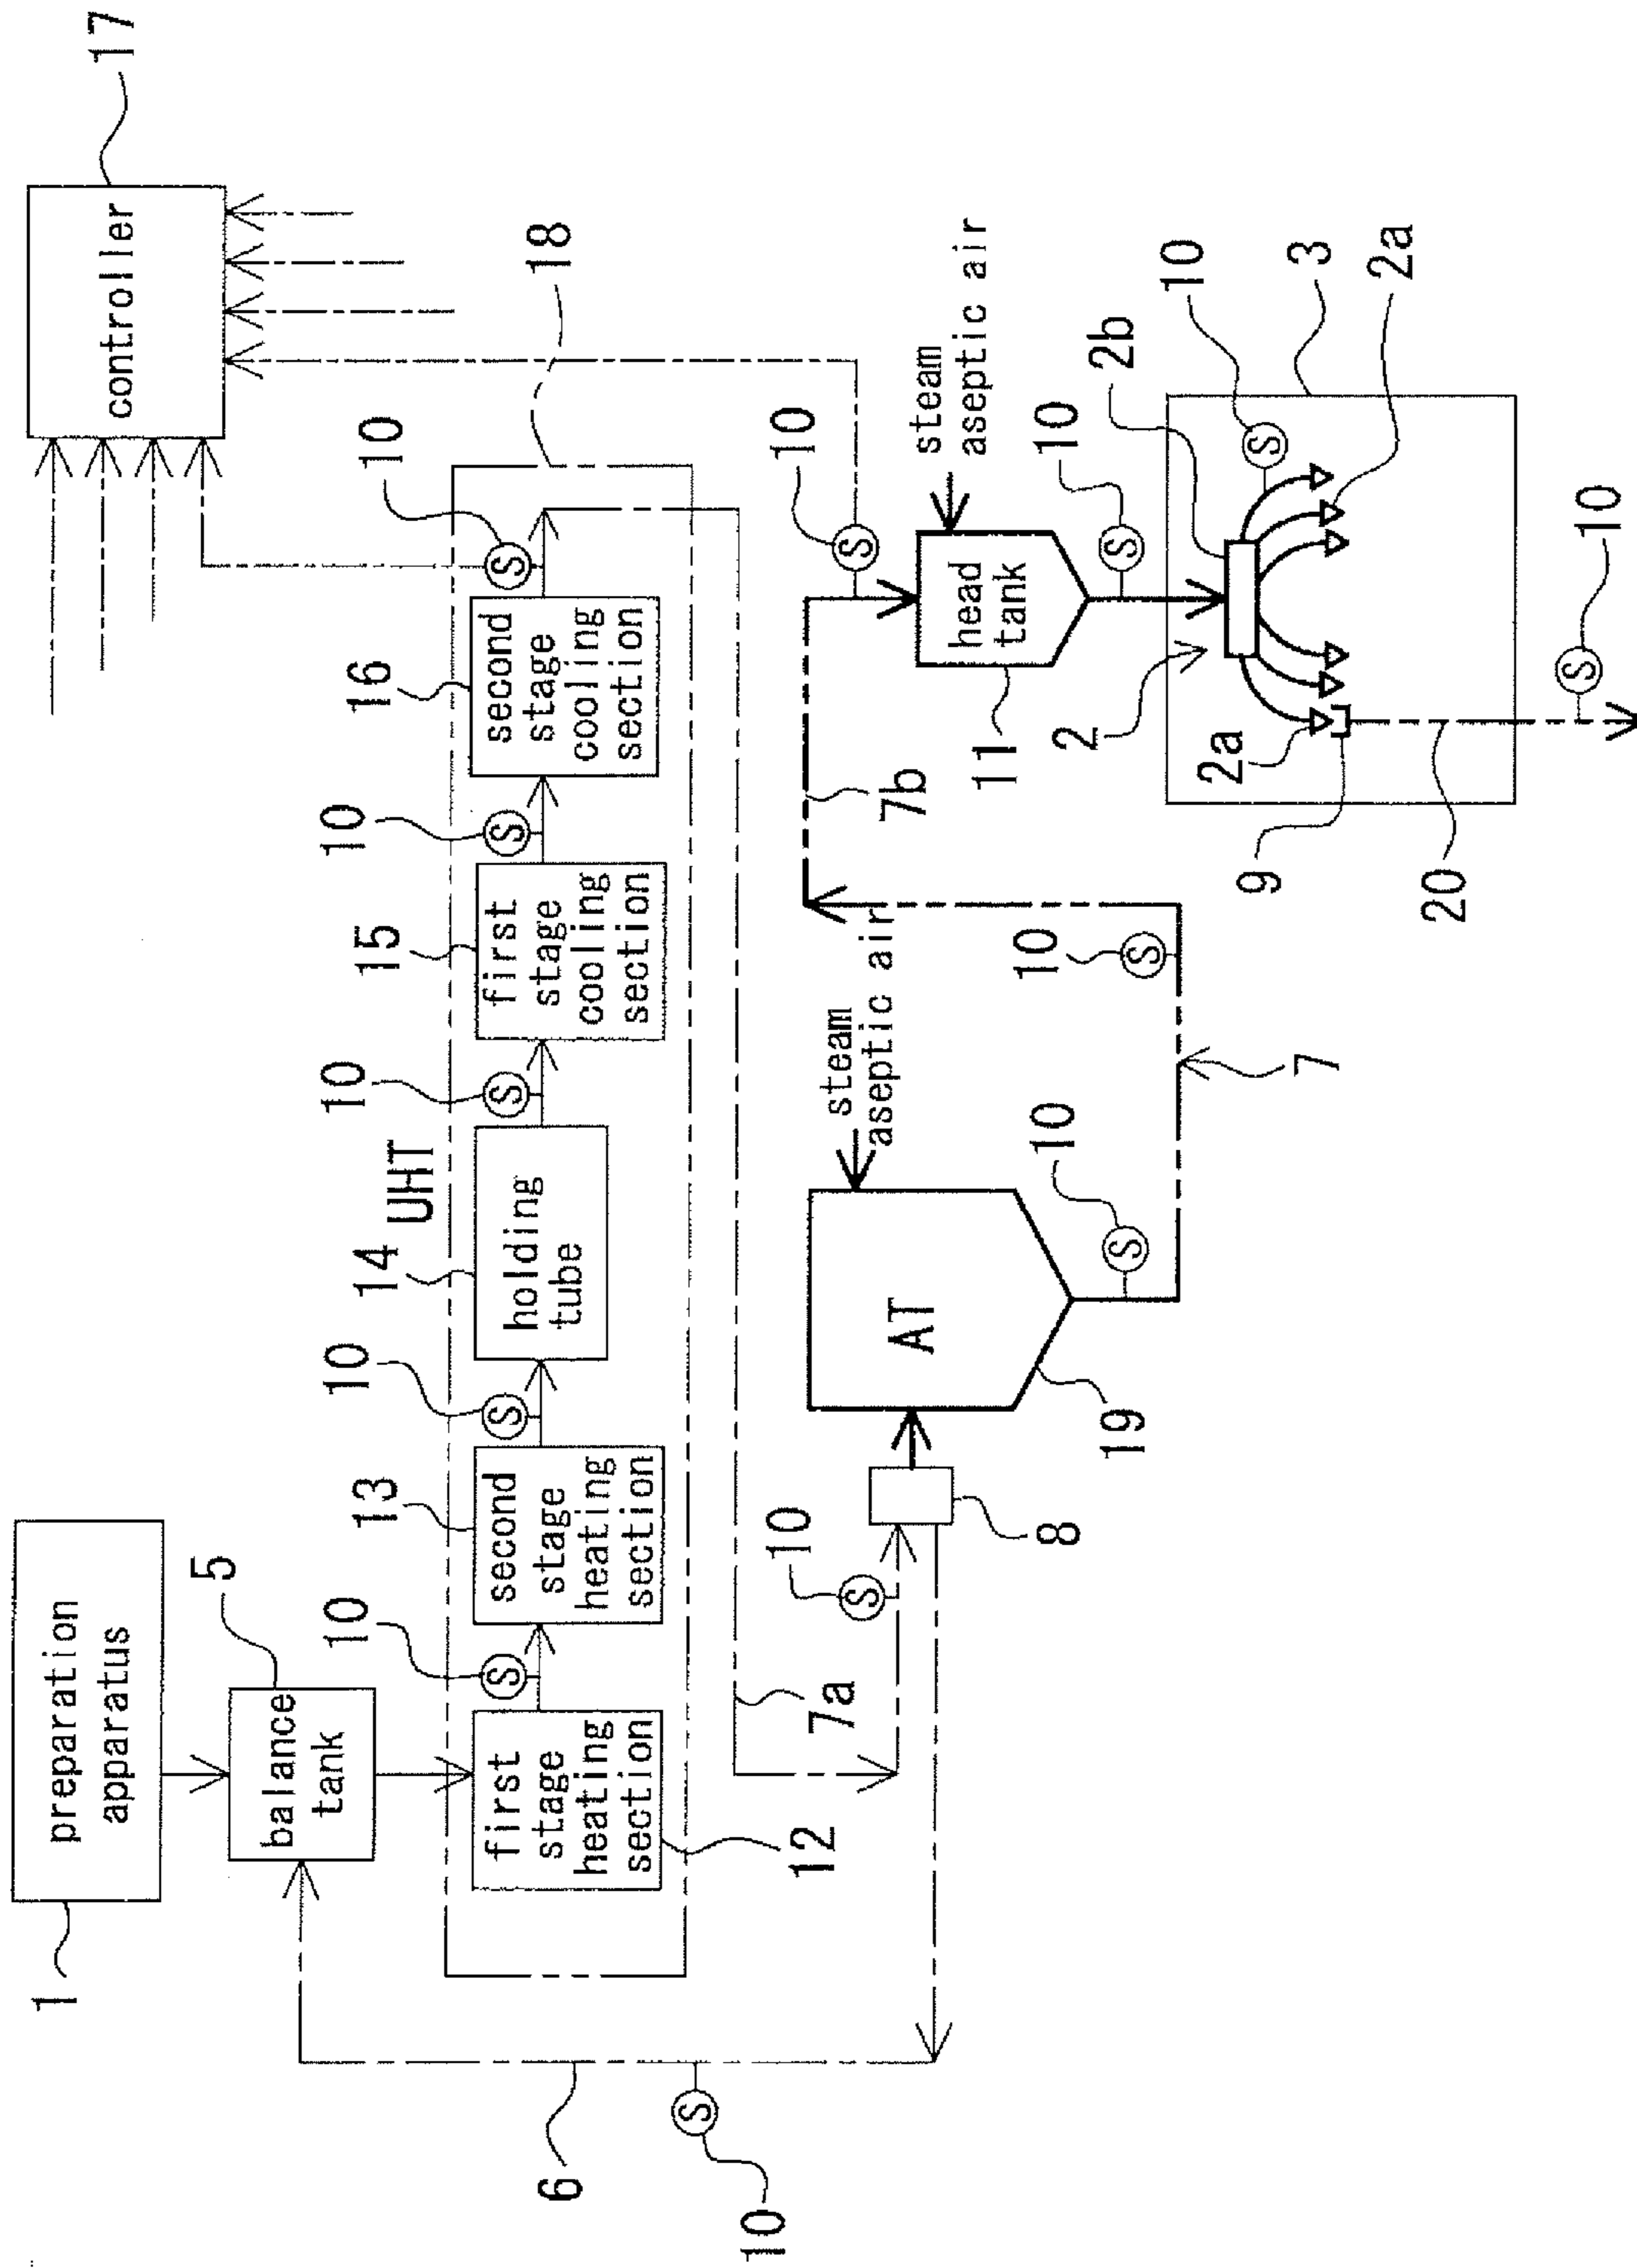 1
preparation
apparatus
5
balance
tank
17
controller
6
10
UHT
18
12
first
stage
heating
section
10
13
second
stage
heating
section
10
14
holding
tube
10
15
first
stage
cooling
section
10
16
second
stage
cooling
section
10
S
S
S
S
S
S
7a
10
S
8
AT
19
steam
aseptic air
10
S
7
10
S
7b
10
S
steam
aseptic air
head
tank
11
10
S
2
2b
10
S
3
2a
2a
9
20
10
S